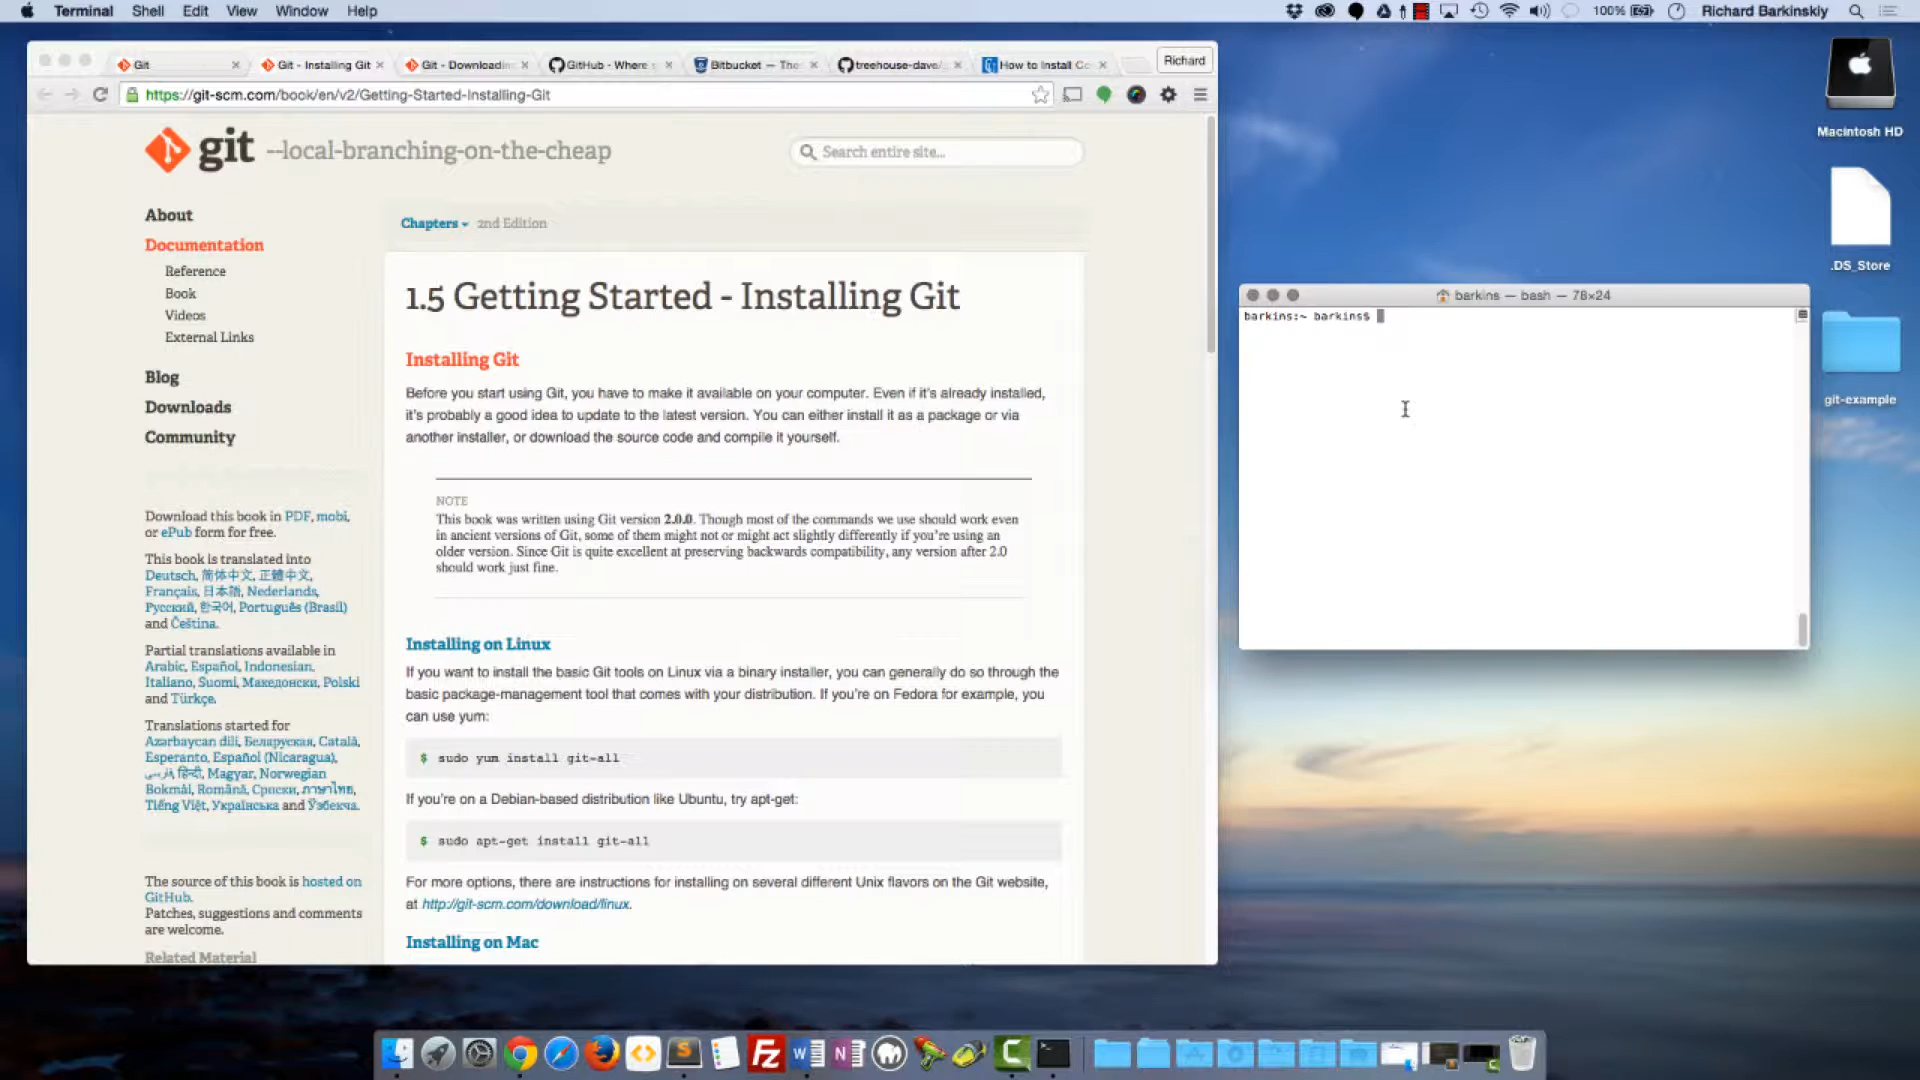 Terminal Shell Edit View Window Help
100% Richard Barkinskiy
Git
Git - Installing Git
Git - Downloadin
GitHub - Where
Bitbucket — The
treehouse-dave/
How to Install Co
Richard
https://git-scm.com/book/en/v2/Getting-Started-Installing-Git
git --local-branching-on-the-cheap
Search entire site...
About
Documentation
Reference
Book
Videos
External Links
Blog
Downloads
Community
Download this book in PDF, mobi,
or ePub form for free.
This book is translated into
Deutsch, 简体中文, 正體中文,
Français, 日本語, Nederlands,
Русский, 한국어, Português (Brasil)
and Čeština.
Partial translations available in
Arabic, Español, Indonesian,
Italiano, Suomi, Македонски, Polski
and Türkçe.
Translations started for
Azərbaycan dili, Беларуская, Català,
Esperanto, Español (Nicaragua),
فارسی, हिन्दी, Magyar, Norwegian
Bokmål, Română, Српски, ภาษาไทย,
Tiếng Việt, Українська and Ўзбекча.
The source of this book is hosted on
GitHub.
Patches, suggestions and comments
are welcome.
Related Material
Chapters 2nd Edition
1.5 Getting Started - Installing Git
Installing Git
Before you start using Git, you have to make it available on your computer. Even if it's already installed,
it's probably a good idea to update to the latest version. You can either install it as a package or via
another installer, or download the source code and compile it yourself.
NOTE
This book was written using Git version 2.0.0. Though most of the commands we use should work even
in ancient versions of Git, some of them might not or might act slightly differently if you're using an
older version. Since Git is quite excellent at preserving backwards compatibility, any version after 2.0
should work just fine.
Installing on Linux
If you want to install the basic Git tools on Linux via a binary installer, you can generally do so through the
basic package-management tool that comes with your distribution. If you're on Fedora for example, you
can use yum:
$ sudo yum install git-all
If you're on a Debian-based distribution like Ubuntu, try apt-get:
$ sudo apt-get install git-all
For more options, there are instructions for installing on several different Unix flavors on the Git website,
at http://git-scm.com/download/linux.
Installing on Mac
barkins — bash — 78×24
barkins:~ barkins$
Macintosh HD
.DS_Store
git-example